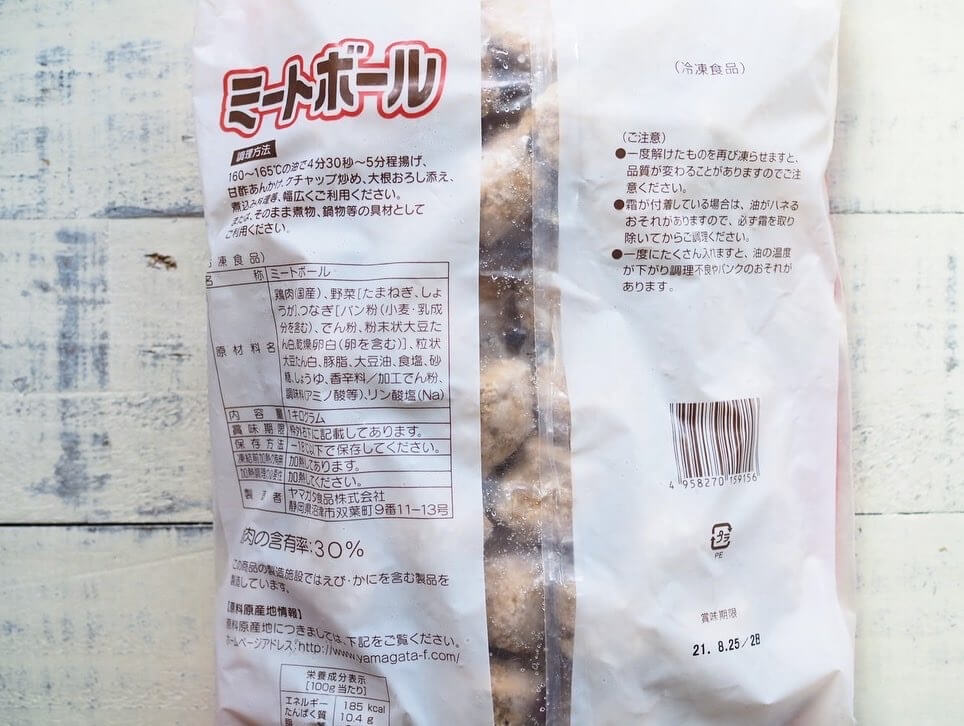 ミートボール
調理方法
160～165℃の油で4分30秒～5分程揚げ、
甘酢あんかけ、ケチャップ炒め、大根おろし添え、
煮込み料理等、幅広くご利用ください。
または、そのまま煮物、鍋物等の具材として
ご利用ください。
凍食品）
名 称 ミートボール
原材料名
鶏肉(国産)、野菜[たまねぎ、しょ
うが]、つなぎ[パン粉(小麦・乳成
分を含む)、でん粉、粉末状大豆た
ん白、乾燥卵白(卵を含む)]、粒状
大豆たん白、豚脂、大豆油、食塩、砂
糖、しょうゆ、香辛料／加工でん粉、
調味料(アミノ酸等)、リン酸塩(Na)
内容量 1キログラム
賞味期限 枠外右下に記載してあります。
保存方法 以下で保存してください。
凍結前加熱の有無 加熱してあります。
加熱調理の必要性 加熱してください。
製造者 ヤマガタ食品株式会社
静岡県沼津市双葉町9番11－13号
肉の含有率：30％
この商品の製造施設ではえび・かにを含む製品を
製造しています。
【原料原産地情報】
原料原産地につきましては、下記をご覧ください。
ホームページアドレス：http://www.yamagata-f.com/
栄養成分表示
［100g当たり］
エネルギー 185 kcal
たんぱく質 10.4 g
（冷凍食品）
（ご注意）
●一度解けたものを再び凍らせますと、
品質が変わることがありますのでご注
意ください。
●霜が付着している場合は、油がハネる
おそれがありますので、必ず霜を取り
除いてからご調理ください。
●一度にたくさん入れますと、油の温度
が下がり調理不良やパンクのおそれが
あります。
4 958270 159156
プラ
PE
賞味期限
21. 8.25/2B